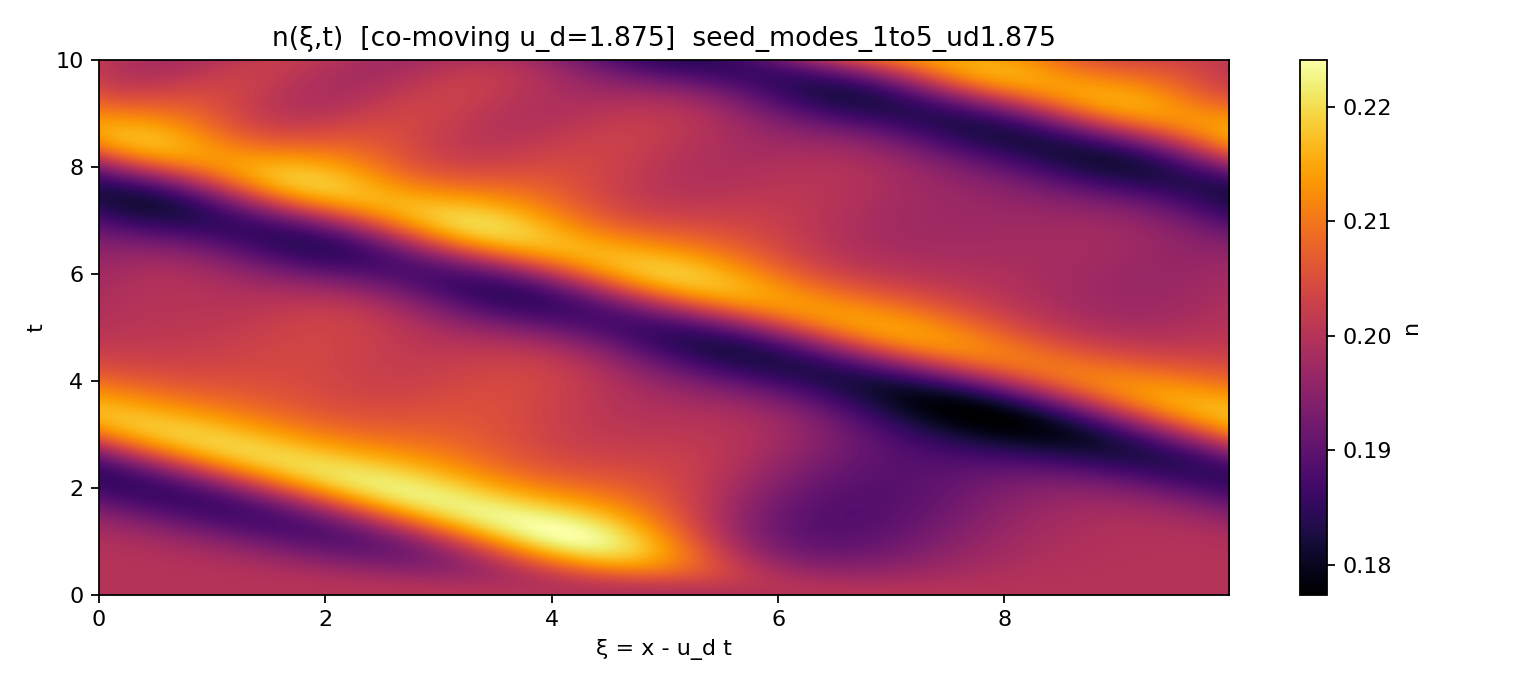 n(ξ,t)  [co-moving u_d=1.875]  seed_modes_1to5_ud1.875
10
8
6
4
2
0
t
0 2 4 6 8
ξ = x - u_d t
0.22
0.21
0.20
0.19
0.18
n